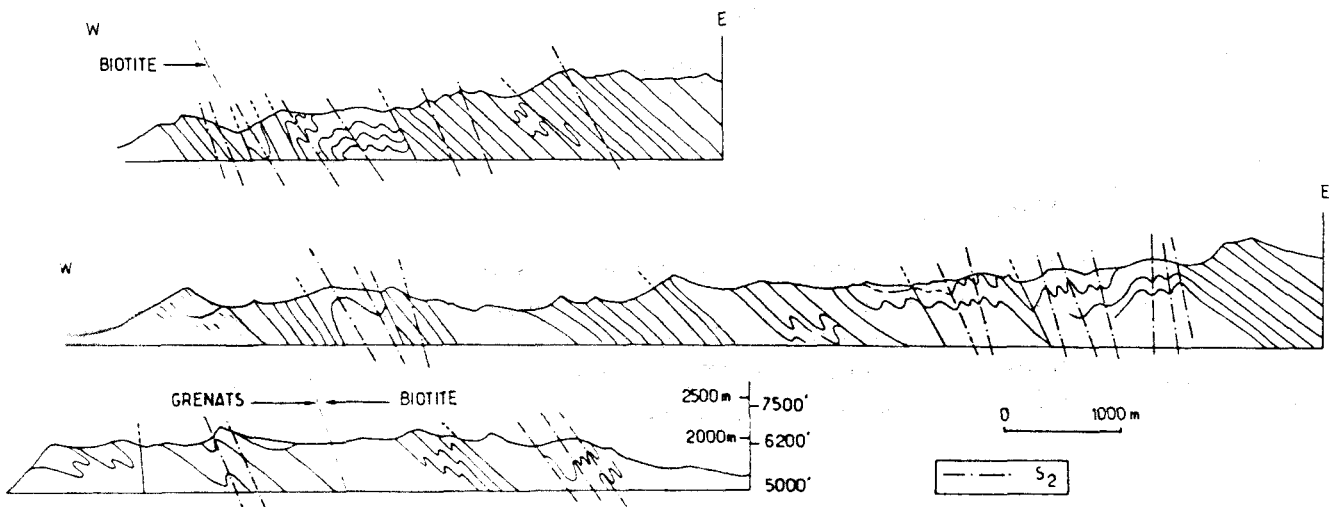 W
E
BIOTITE
W
E
GRENATS
BIOTITE
2500 m
7500'
2000 m
6200'
5000'
0 1000 m
S2